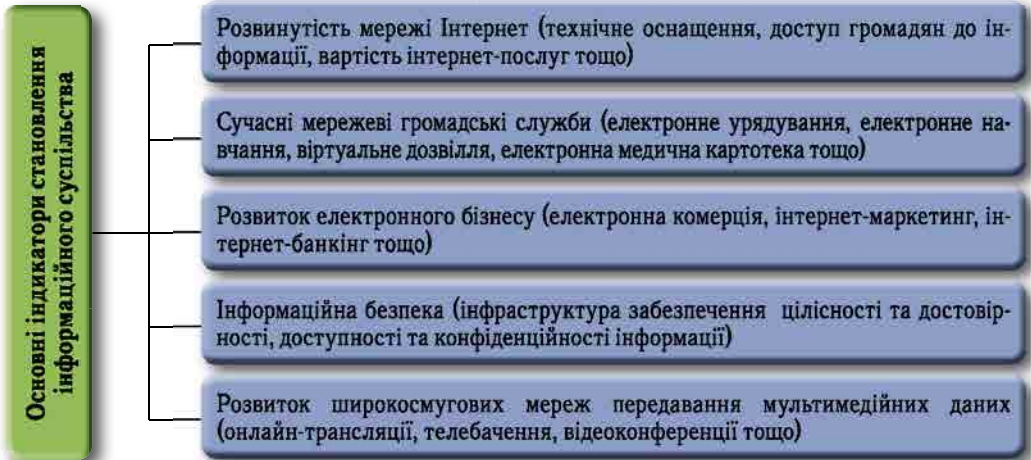 Основні індикатори становлення
інформаційного суспільства
Розвинутість мережі Інтернет (технічне оснащення, доступ громадян до ін-
формації, вартість інтернет-послуг тощо)
Сучасні мережеві громадські служби (електронне урядування, електронне на-
вчання, віртуальне дозвілля, електронна медична картотека тощо)
Розвиток електронного бізнесу (електронна комерція, інтернет-маркетинг, ін-
тернет-банкінг тощо)
Інформаційна безпека (інфраструктура забезпечення цілісності та достовір-
ності, доступності та конфіденційності інформації)
Розвиток широкосмугових мереж передавання мультимедійних даних
(онлайн-трансляції, телебачення, відеоконференції тощо)